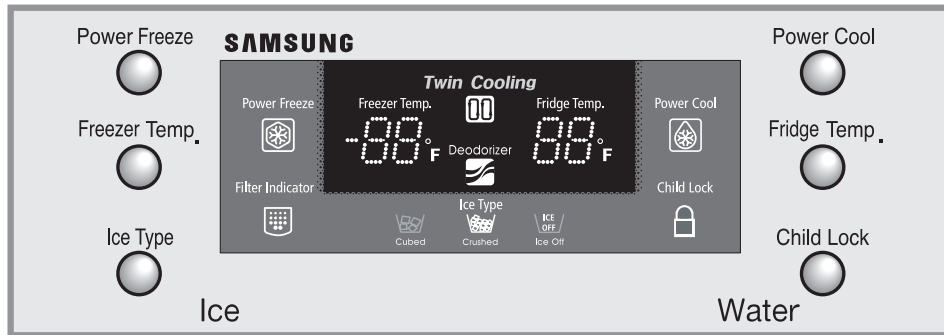 Power Freeze
Freezer Temp.
Ice Type
SAMSUNG
Twin Cooling
Power Freeze
Freezer Temp.
Fridge Temp.
Power Cool
-88°F
Deodorizer
88°F
Filter Indicator
Child Lock
Ice Type
ICE
OFF
Cubed
Crushed
Ice Off
Power Cool
Fridge Temp.
Child Lock
Ice
Water